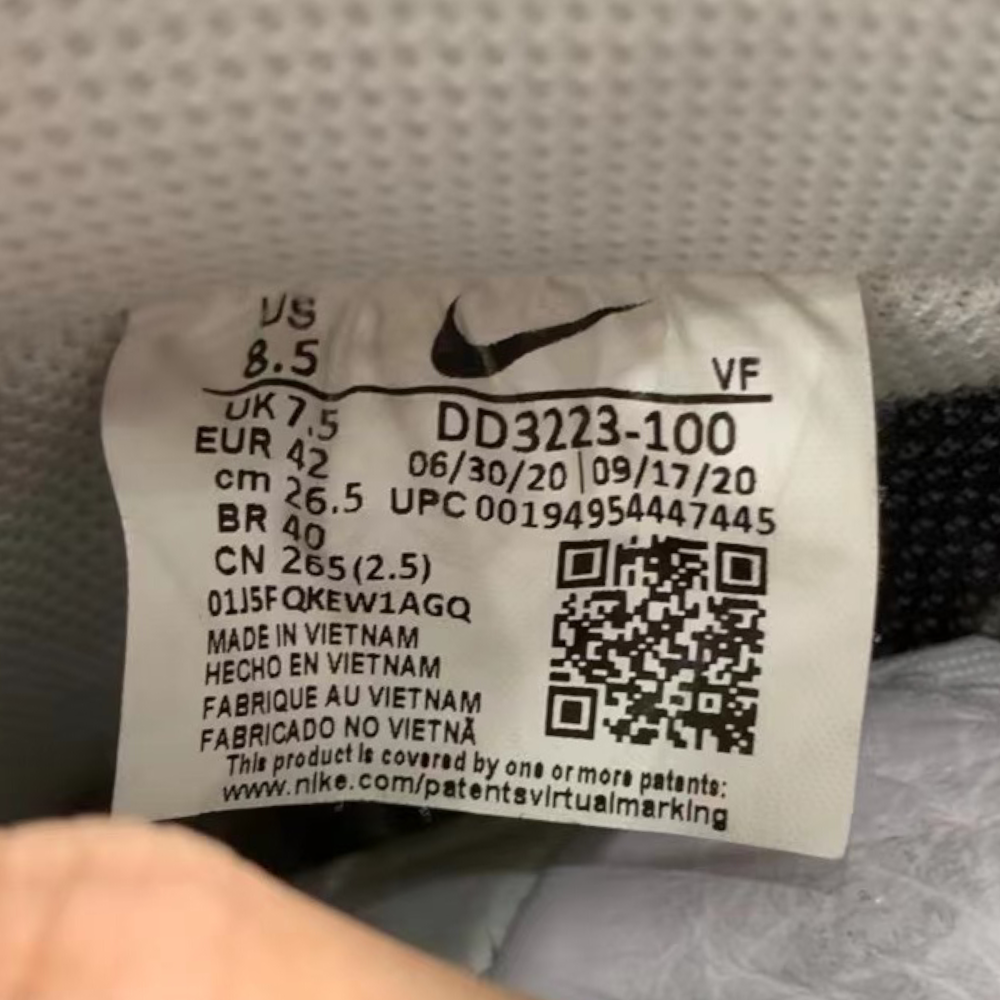 US
8.5
VF
UK 7.5
DD3223-100
EUR 42
06/30/20 | 09/17/20
cm 26.5
UPC 00194954447445
BR 40
CN 265(2.5)
01J5FQKEW1AGQ
MADE IN VIETNAM
HECHO EN VIETNAM
FABRIQUE AU VIETNAM
FABRICADO NO VIETNÃ
This product is covered by one or more patents:
www.nike.com/patentsvirtualmarking